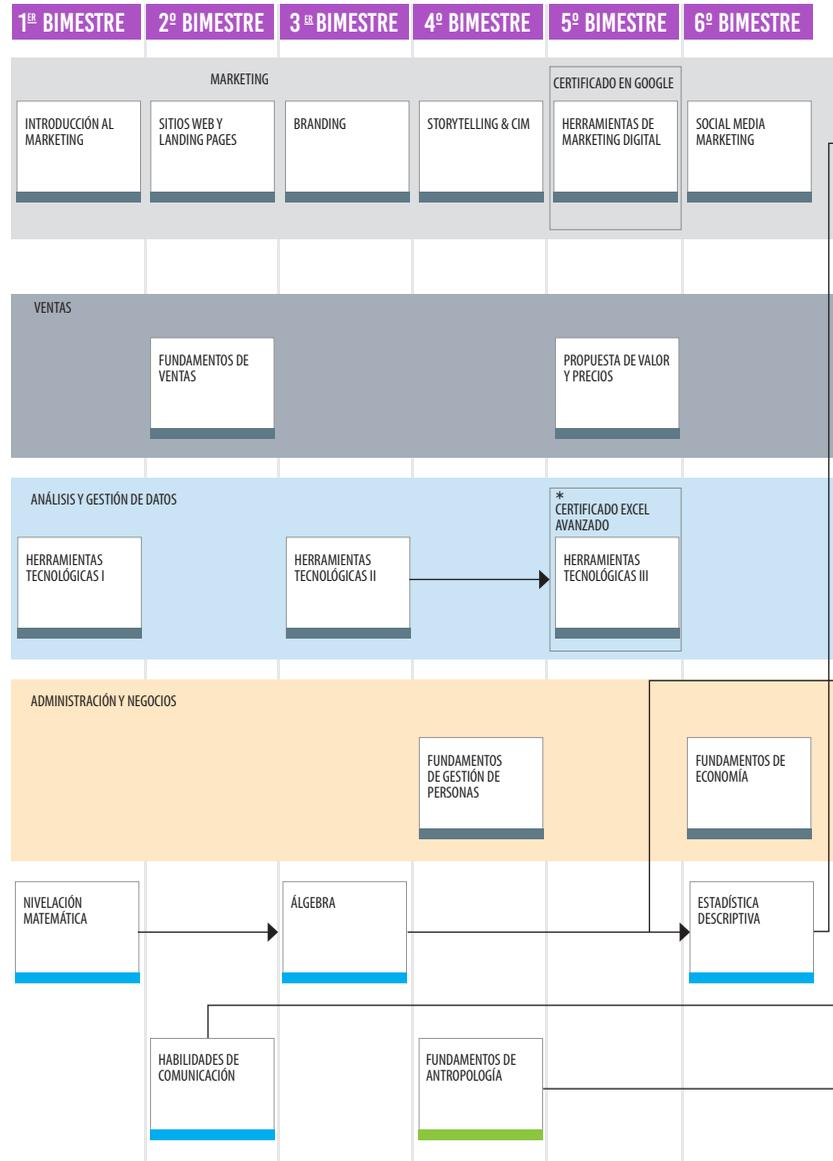 1ER BIMESTRE
2º BIMESTRE
3 ER BIMESTRE
4º BIMESTRE
5º BIMESTRE
6º BIMESTRE
MARKETING
CERTIFICADO EN GOOGLE
INTRODUCCIÓN AL
MARKETING
SITIOS WEB Y
LANDING PAGES
BRANDING
STORYTELLING & CIM
HERRAMIENTAS DE
MARKETING DIGITAL
SOCIAL MEDIA
MARKETING
VENTAS
FUNDAMENTOS DE
VENTAS
PROPUESTA DE VALOR
Y PRECIOS
ANÁLISIS Y GESTIÓN DE DATOS
*
CERTIFICADO EXCEL
AVANZADO
HERRAMIENTAS
TECNOLÓGICAS I
HERRAMIENTAS
TECNOLÓGICAS II
HERRAMIENTAS
TECNOLÓGICAS III
ADMINISTRACIÓN Y NEGOCIOS
FUNDAMENTOS
DE GESTIÓN DE
PERSONAS
FUNDAMENTOS DE
ECONOMÍA
NIVELACIÓN
MATEMÁTICA
ÁLGEBRA
ESTADÍSTICA
DESCRIPTIVA
HABILIDADES DE
COMUNICACIÓN
FUNDAMENTOS DE
ANTROPOLOGÍA